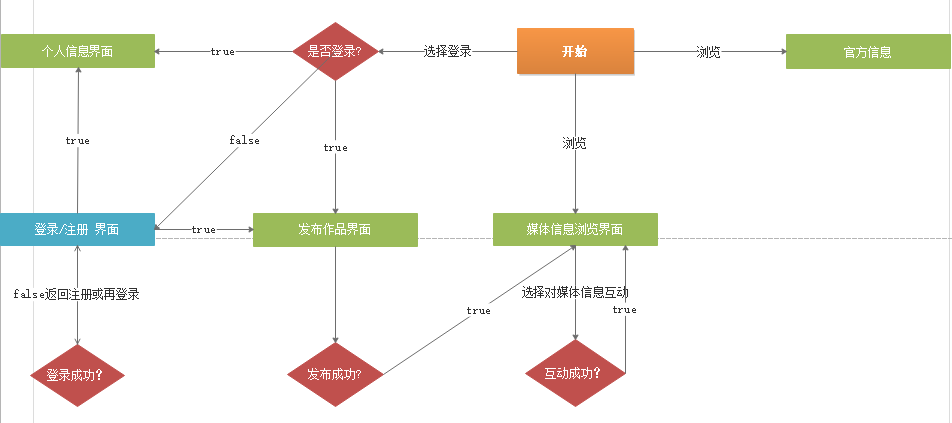 个人信息界面
true
是否登录?
选择登录
开始
浏览
官方信息
true
false
true
浏览
登录/注册 界面
true
发布作品界面
媒体信息浏览界面
false返回注册或再登录
选择对媒体信息互动
true
true
登录成功?
发布成功?
互动成功?